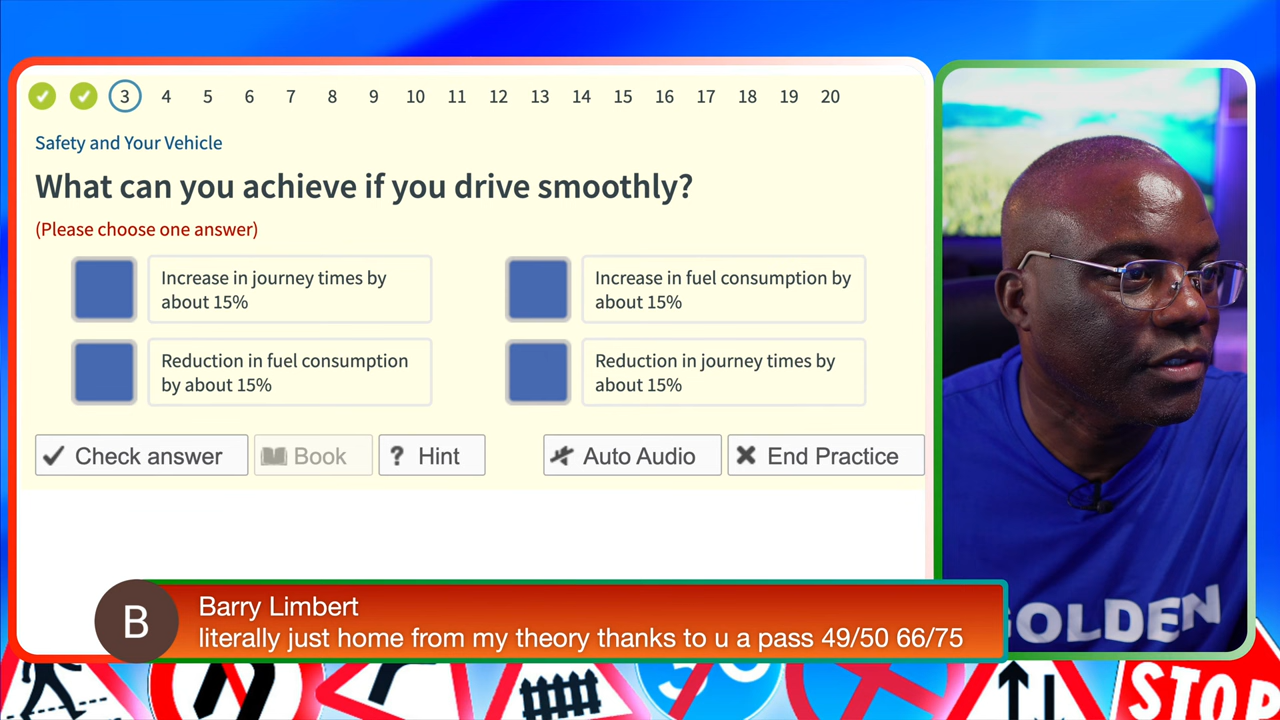 3 4 5 6 7 8 9 10 11 12 13 14 15 16 17 18 19 20
Safety and Your Vehicle
What can you achieve if you drive smoothly?
(Please choose one answer)
Increase in journey times by
about 15%
Increase in fuel consumption by
about 15%
Reduction in fuel consumption
by about 15%
Reduction in journey times by
about 15%
Check answer
Book
? Hint
Auto Audio
End Practice
GOLDEN
B
Barry Limbert
literally just home from my theory thanks to u a pass 49/50 66/75
STOP